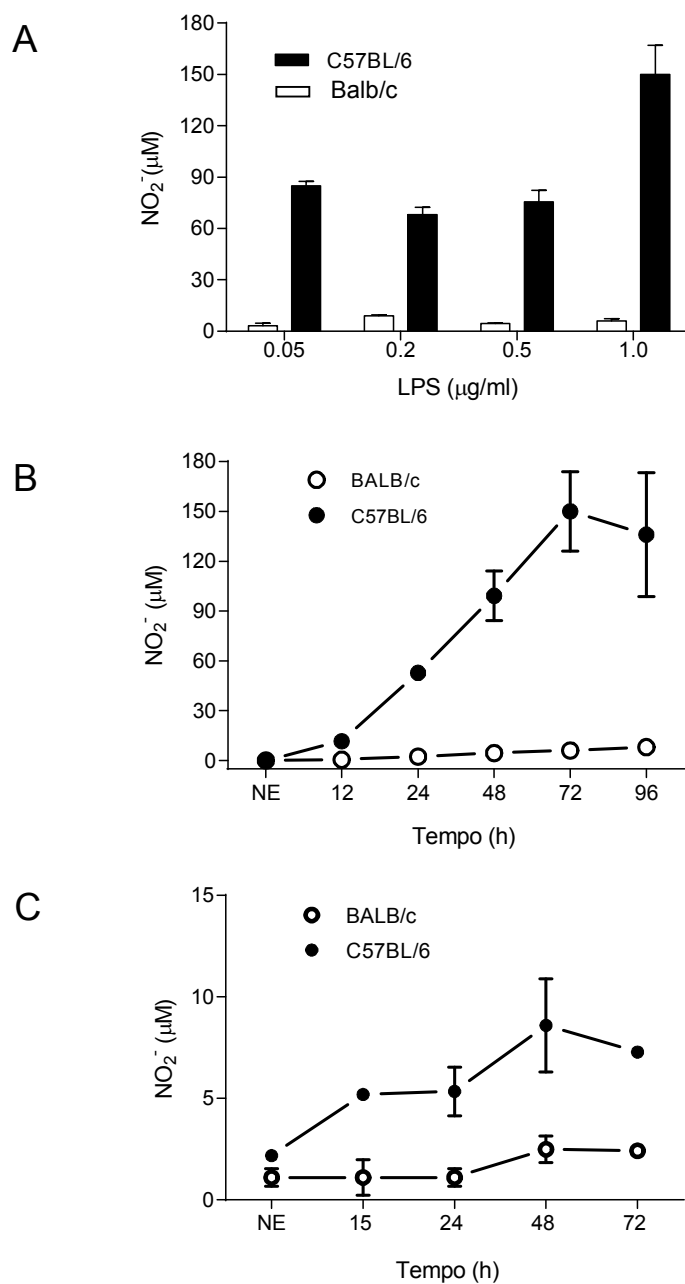 A
NO₂⁻(μM)
180
150
120
90
60
30
0
C57BL/6
Balb/c
0.05 0.2 0.5 1.0
LPS (μg/ml)
B
NO₂⁻ (μM)
180
150
120
90
60
30
0
BALB/c
C57BL/6
NE 12 24 48 72 96
Tempo (h)
C
NO₂⁻ (μM)
15
10
5
0
BALB/c
C57BL/6
NE 15 24 48 72
Tempo (h)